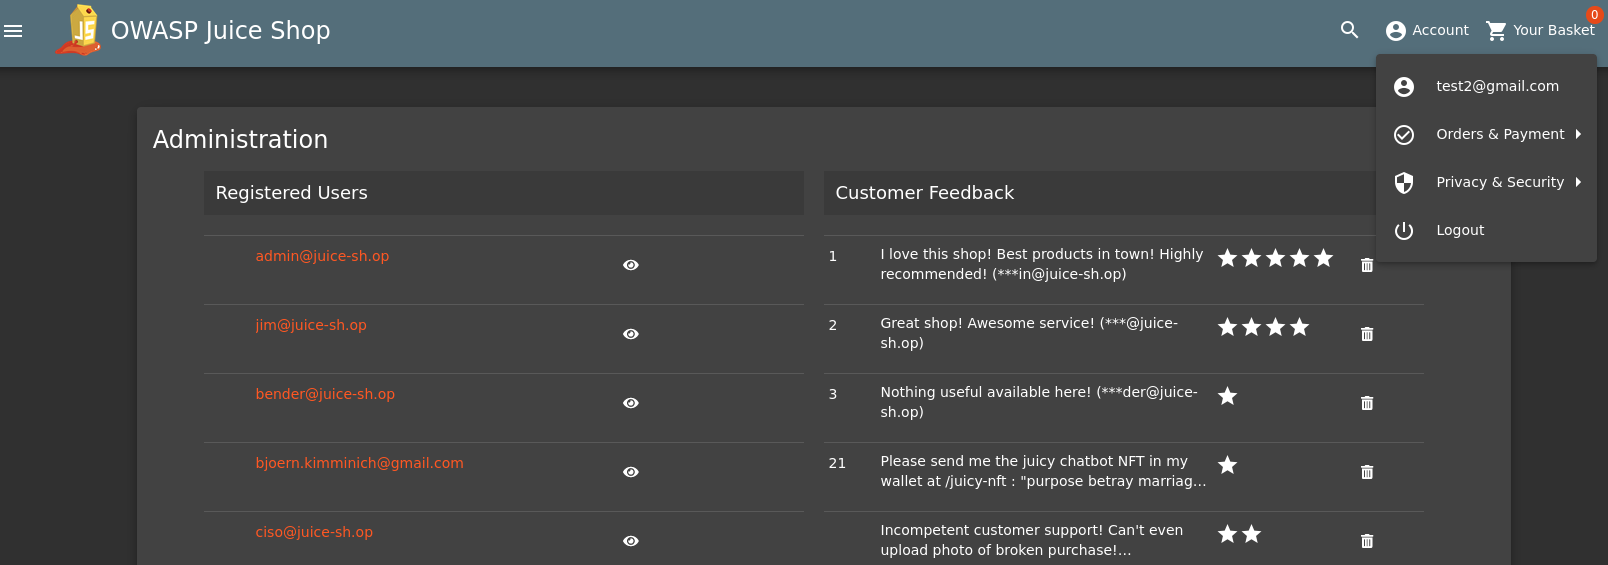 OWASP Juice Shop
Account
Your Basket
0
test2@gmail.com
Orders & Payment
Privacy & Security
Logout
Administration
Registered Users
admin@juice-sh.op
jim@juice-sh.op
bender@juice-sh.op
bjoern.kimminich@gmail.com
ciso@juice-sh.op
Customer Feedback
1
I love this shop! Best products in town! Highly
recommended! (***in@juice-sh.op)
2
Great shop! Awesome service! (***@juice-
sh.op)
3
Nothing useful available here! (***der@juice-
sh.op)
21
Please send me the juicy chatbot NFT in my
wallet at /juicy-nft : "purpose betray marriag...
Incompetent customer support! Can't even
upload photo of broken purchase!...